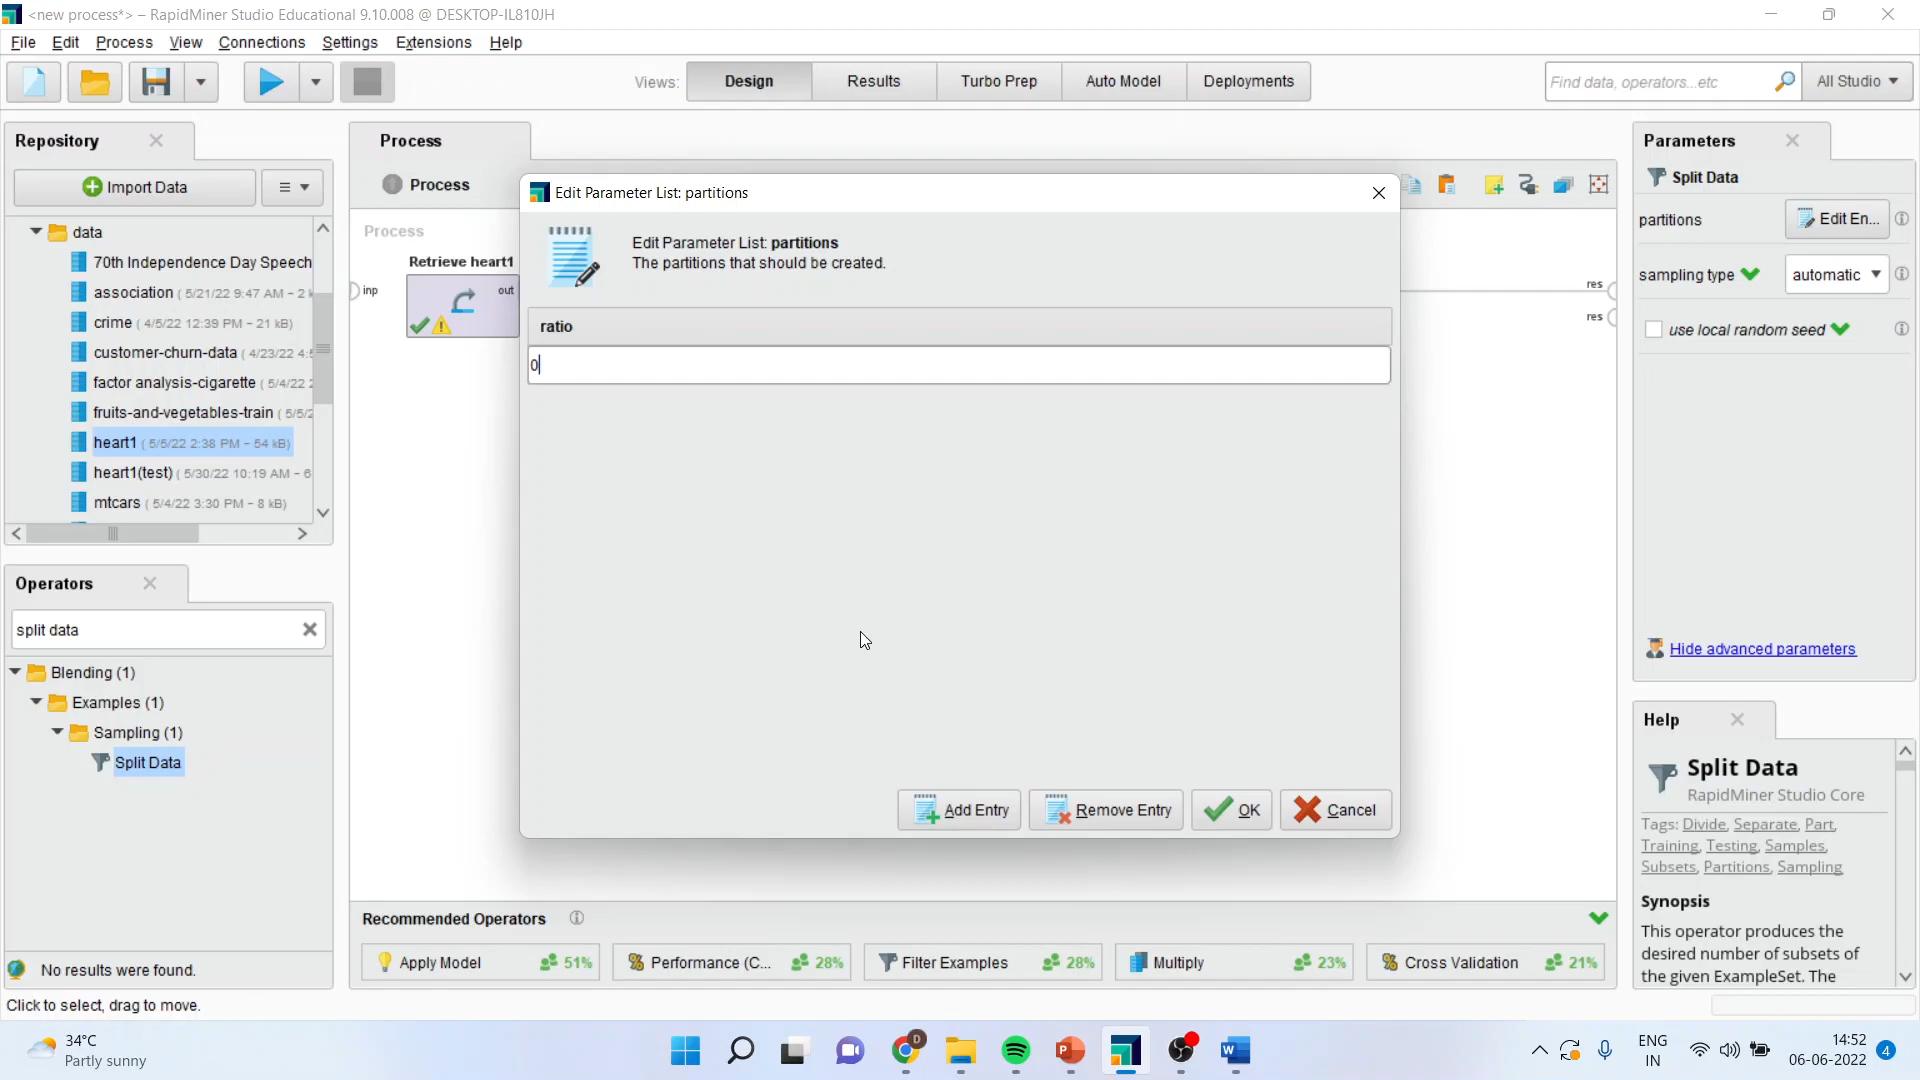 <new process*> – RapidMiner Studio Educational 9.10.008 @ DESKTOP-IL810JH
File Edit Process View Connections Settings Extensions Help
Views: Design Results Turbo Prep Auto Model Deployments
Find data, operators...etc All Studio
Repository
Import Data
data
70th Independence Day Speech
association ( 5/21/22 9:47 AM – 2
crime ( 4/5/22 12:39 PM – 21 kB)
customer-churn-data ( 4/23/22 4:
factor analysis-cigarette ( 5/4/22
fruits-and-vegetables-train ( 5/5/2
heart1 ( 5/5/22 2:38 PM – 54 kB)
heart1(test) ( 5/30/22 10:19 AM – 6
mtcars ( 5/4/22 3:30 PM – 8 kB)
Operators
split data
Blending (1)
Examples (1)
Sampling (1)
Split Data
No results were found.
Click to select, drag to move.
Process
Process
Process
Retrieve heart1
inp
out
res
res
Edit Parameter List: partitions
Edit Parameter List: partitions
The partitions that should be created.
ratio
0
Add Entry Remove Entry OK Cancel
Recommended Operators
Apply Model 51% Performance (C... 28% Filter Examples 28% Multiply 23% Cross Validation 21%
Parameters
Split Data
partitions Edit En...
sampling type automatic
use local random seed
Hide advanced parameters
Help
Split Data
RapidMiner Studio Core
Tags: Divide, Separate, Part,
Training, Testing, Samples,
Subsets, Partitions, Sampling
Synopsis
This operator produces the
desired number of subsets of
the given ExampleSet. The
34°C
Partly sunny
D
ENG
IN
14:52
06-06-2022
4